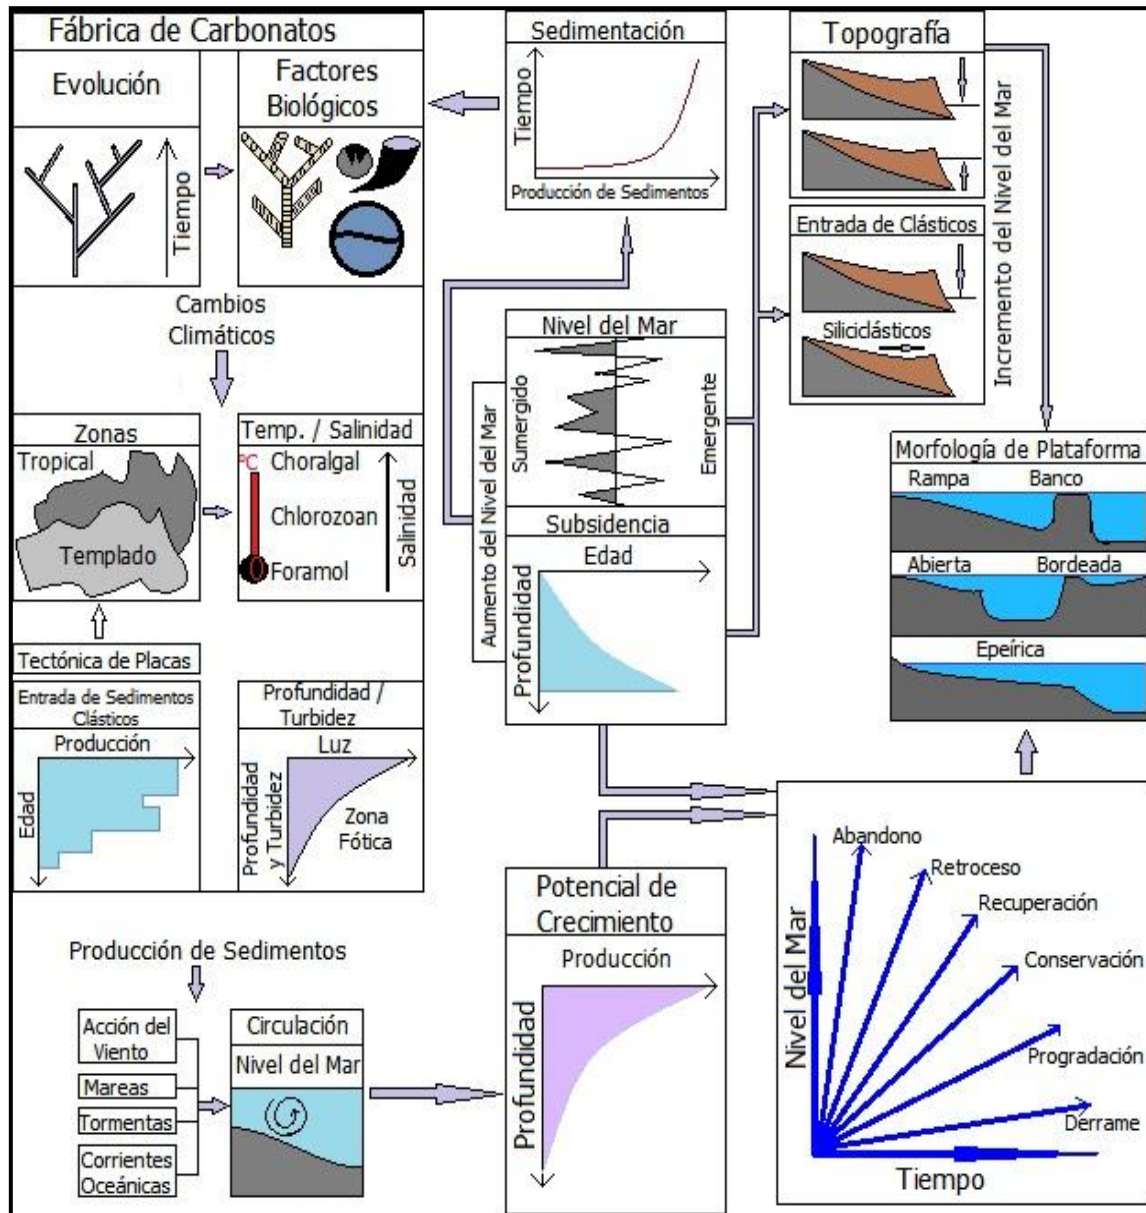 Fábrica de Carbonatos
Evolución
Tiempo
Factores
Biológicos
Cambios
Climáticos
Zonas
Tropical
Templado
Temp. / Salinidad
°C
Choralgal
Chlorozoan
Foramol
0
Salinidad
Tectónica de Placas
Entrada de Sedimentos
Clásticos
Producción
Edad
Profundidad /
Turbidez
Luz
Profundidad
y Turbidez
Zona
Fótica
Producción de Sedimentos
Acción del
Viento
Mareas
Tormentas
Corrientes
Oceánicas
Circulación
Nivel del Mar
Sedimentación
Tiempo
Producción de Sedimentos
Nivel del Mar
Sumergido
Emergente
Aumento del Nivel del Mar
Subsidencia
Edad
Profundidad
Potencial de
Crecimiento
Producción
Profundidad
Topografía
Entrada de Clásticos
Siliciclásticos
Incremento del Nivel del Mar
Morfología de Plataforma
Rampa
Banco
Abierta
Bordeada
Epeírica
Abandono
Retroceso
Recuperación
Conservación
Progradación
Derrame
Nivel del Mar
Tiempo